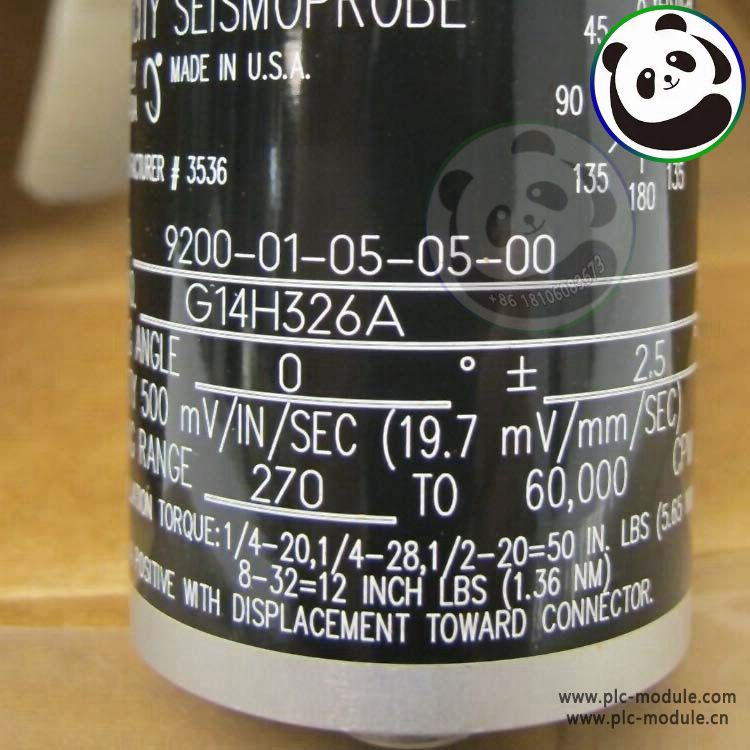 SEISMOPROBE
MADE IN U.S.A.
# 3536
45
90
135 180 135
9200-01-05-05-00
G14H326A
ANGLE 0 ° ± 2.5 °
500 mV/IN/SEC (19.7 mV/mm/SEC)
RANGE 270 TO 60,000
TORQUE:1/4-20,1/4-28,1/2-20=50 IN. LBS (5.65
8-32=12 INCH LBS (1.36 NM)
POSITIVE WITH DISPLACEMENT TOWARD CONNECTOR.
+86 18106083673
www.plc-module.com
www.plc-module.cn